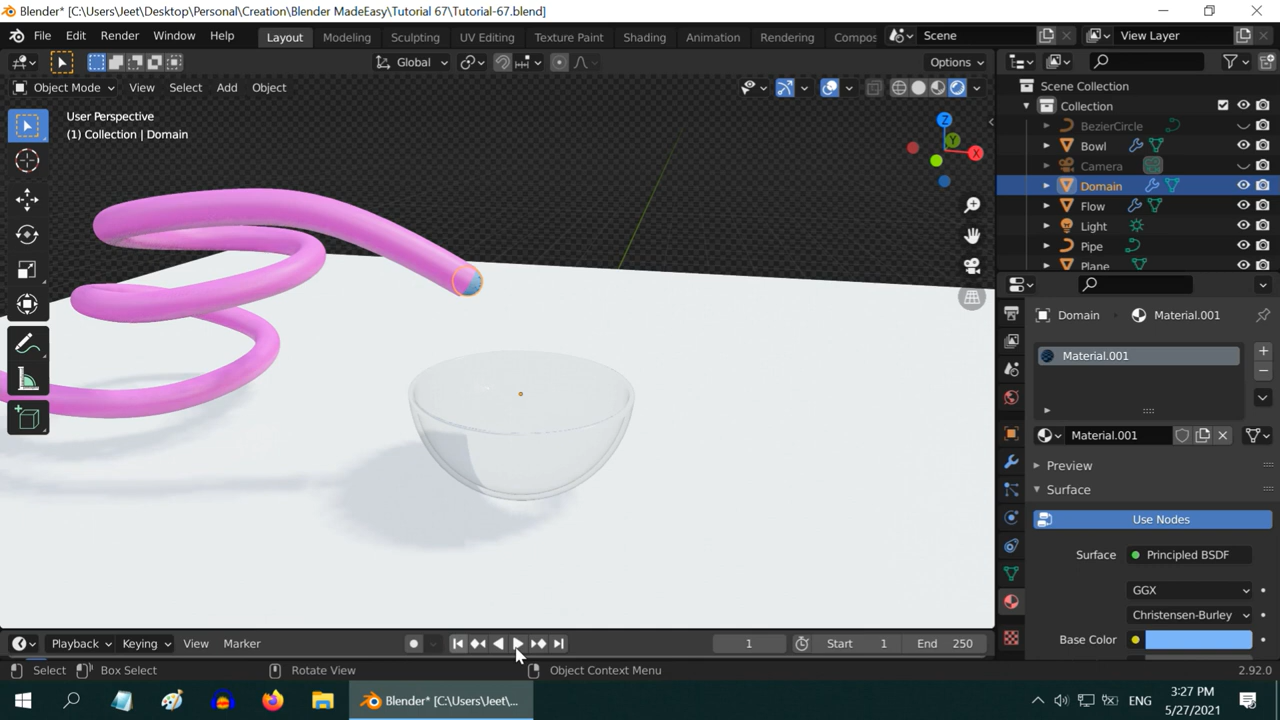 Blender* [C:\Users\Jeet\Desktop\Personal\Creation\Blender MadeEasy\Tutorial 67\Tutorial-67.blend]
File Edit Render Window Help Layout Modeling Sculpting UV Editing Texture Paint Shading Animation Rendering Compos Scene View Layer
Global Options
Object Mode View Select Add Object
User Perspective
(1) Collection | Domain
Z
Y
X
Scene Collection
Collection
BezierCircle
Bowl
Camera
Domain
Flow
Light
Pipe
Plane
Domain Material.001
Material.001
Material.001
Preview
Surface
Use Nodes
Surface Principled BSDF
GGX
Christensen-Burley
Base Color
Playback Keying View Marker 1 Start 1 End 250
Select Box Select Rotate View Object Context Menu 2.92.0
Blender* [C:\Users\Jeet\... ENG 3:27 PM
5/27/2021